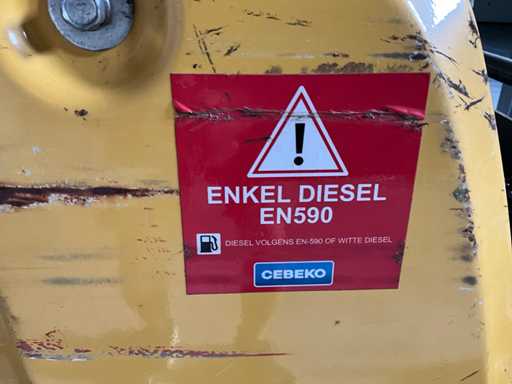 ENKEL DIESEL
EN590
DIESEL VOLGENS EN-590 OF WITTE DIESEL
CEBEKO